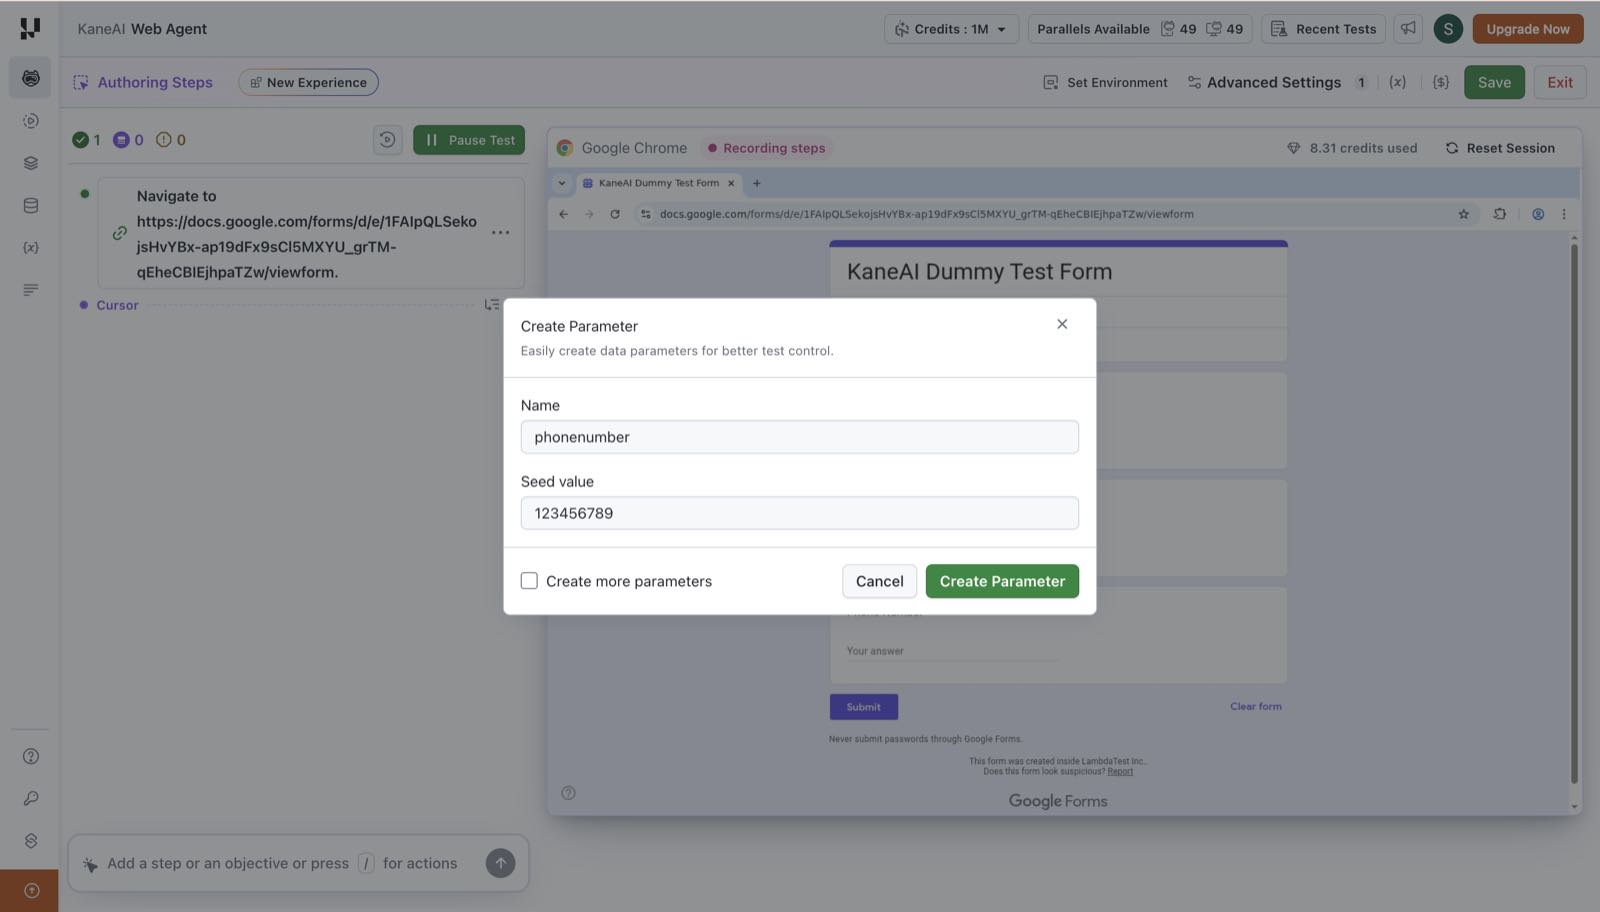 KaneAI Web Agent
Credits : 1M
Parallels Available 49 49
Recent Tests
S
Upgrade Now
Authoring Steps
New Experience
Set Environment
Advanced Settings 1
(x)
{$}
Save
Exit
1 0 0
Pause Test
Google Chrome
Recording steps
8.31 credits used
Reset Session
KaneAI Dummy Test Form
docs.google.com/forms/d/e/1FAIpQLSekojsHvYBx-ap19dFx9sCl5MXYU_grTM-qEheCBIEjhpaTZw/viewform
Navigate to
https://docs.google.com/forms/d/e/1FAIpQLSeko
jsHvYBx-ap19dFx9sCl5MXYU_grTM-
qEheCBIEjhpaTZw/viewform.
Cursor
KaneAI Dummy Test Form
Create Parameter
Easily create data parameters for better test control.
Name
phonenumber
Seed value
123456789
Create more parameters
Cancel
Create Parameter
Your answer
Submit
Clear form
Never submit passwords through Google Forms.
This form was created inside LambdaTest Inc..
Does this form look suspicious? Report
Google Forms
Add a step or an objective or press / for actions